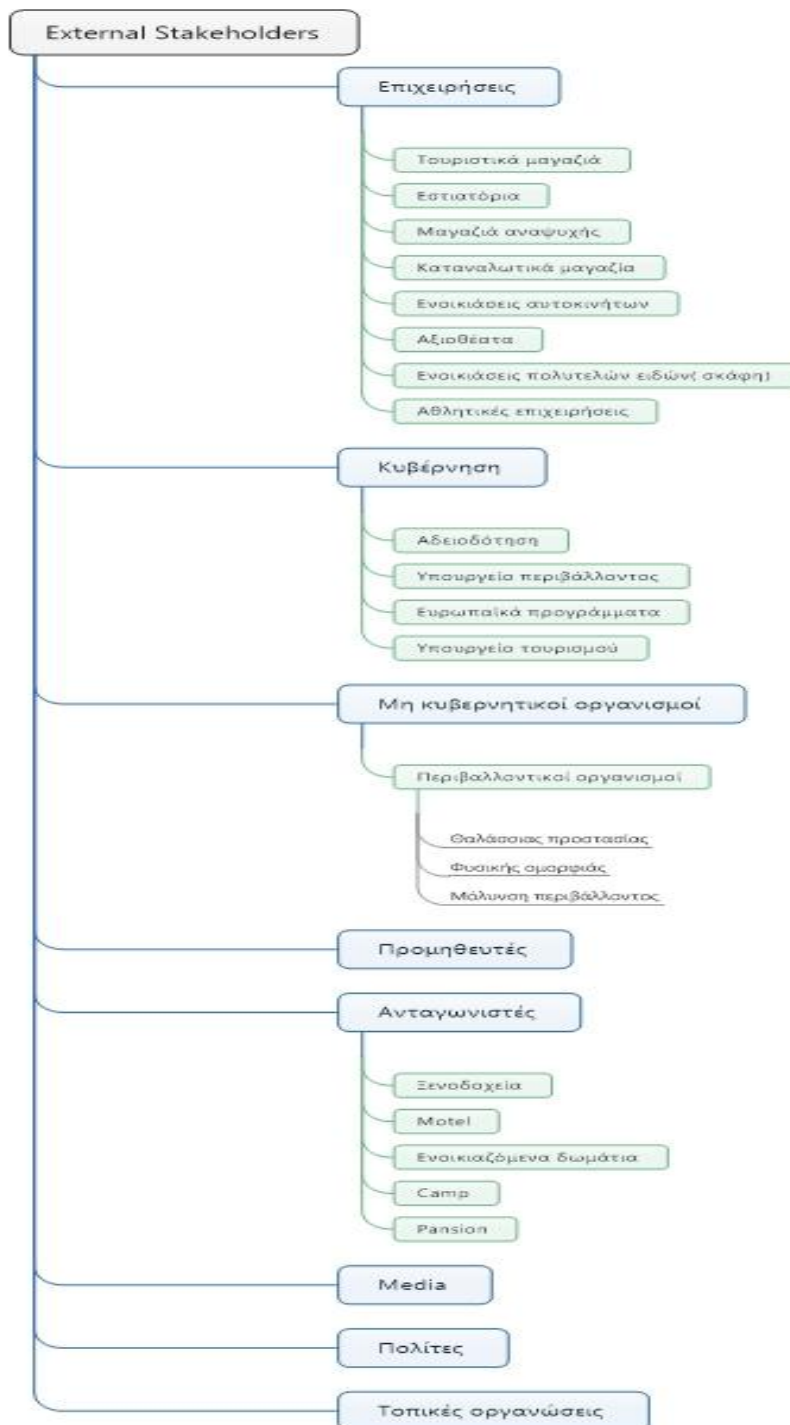 External Stakeholders
Επιχειρήσεις
Τουριστικά μαγαζιά
Εστιατόρια
Μαγαζιά αναψυχής
Καταναλωτικά μαγαζία
Ενοικιάσεις αυτοκινήτων
Αξιοθέατα
Ενοικιάσεις πολυτελών ειδών( σκάφη)
Αθλητικές επιχειρήσεις
Κυβέρνηση
Αδειοδότηση
Υπουργείο περιβάλλοντος
Ευρωπαϊκά προγράμματα
Υπουργείο τουρισμού
Μη κυβερνητικοί οργανισμοί
Περιβαλλοντικοί οργανισμοί
Θαλάσσιας προστασίας
Φυσικής ομορφιάς
Μόλυνση περιβάλλοντος
Προμηθευτές
Ανταγωνιστές
Ξενοδοχεία
Motel
Ενοικιαζόμενα δωμάτια
Camp
Pansion
Media
Πολίτες
Τοπικές οργανώσεις